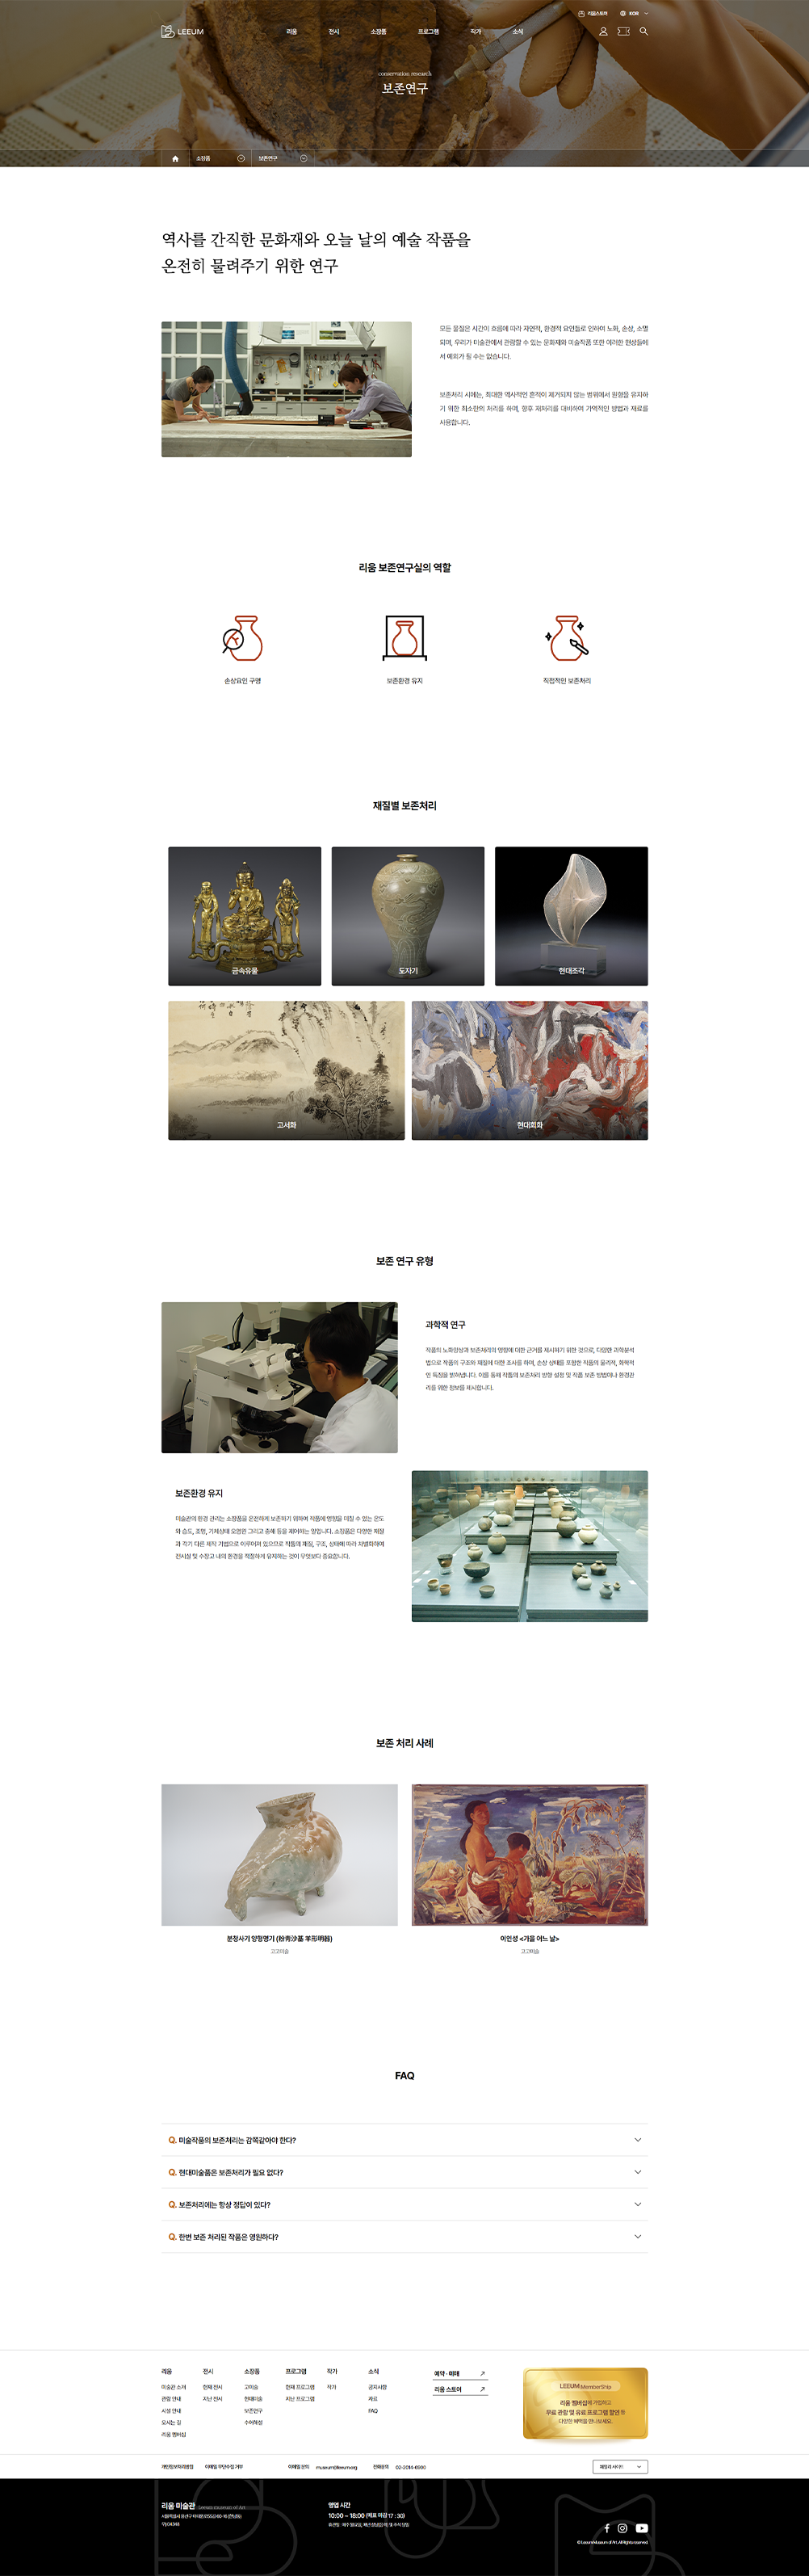 리움스토어 KOR
LEEUM 리움 전시 소장품 프로그램 작가 소식
conservation research
보존연구
소장품 보존연구
역사를 간직한 문화재와 오늘 날의 예술 작품을
온전히 물려주기 위한 연구
모든 물질은 시간이 흐름에 따라 자연적, 환경적 요인들로 인하여 노화, 손상, 소멸
되며, 우리가 미술관에서 관람할 수 있는 문화재와 미술작품 또한 이러한 현상들에
서 예외가 될 수는 없습니다.
보존처리 시에는, 최대한 역사적인 흔적이 제거되지 않는 범위에서 원형을 유지하
기 위한 최소한의 처리를 하며, 향후 재처리를 대비하여 가역적인 방법과 재료를
사용합니다.
리움 보존연구실의 역할
손상요인 구명
보존환경 유지
직접적인 보존처리
재질별 보존처리
금속유물
도자기
현대조각
고서화
현대회화
보존 연구 유형
과학적 연구
작품의 노화양상과 보존처리의 방향에 대한 근거를 제시하기 위한 것으로, 다양한 과학분석
법으로 작품의 구조와 재질에 대한 조사를 하며, 손상 상태를 포함한 작품의 물리적, 화학적
인 특징을 밝혀냅니다. 이를 통해 작품의 보존처리 방향 설정 및 작품 보존 방법이나 환경관
리를 위한 정보를 제시합니다.
보존환경 유지
미술관의 환경 관리는 소장품을 온전하게 보존하기 위하여 작품에 영향을 미칠 수 있는 온도
와 습도, 조명, 기체상태 오염원 그리고 충해 등을 제어하는 일입니다. 소장품은 다양한 재질
과 각기 다른 제작 기법으로 이루어져 있으므로 작품의 재질, 구조, 상태에 따라 차별화하여
전시실 및 수장고 내의 환경을 적절하게 유지하는 것이 무엇보다 중요합니다.
보존 처리 사례
분청사기 양형명기 (粉靑沙器 羊形明器)
고고미술
이인성 <가을 어느 날>
고고미술
FAQ
Q. 미술작품의 보존처리는 감쪽같아야 한다?
Q. 현대미술품은 보존처리가 필요 없다?
Q. 보존처리에는 항상 정답이 있다?
Q. 한번 보존 처리된 작품은 영원하다?
리움 전시 소장품 프로그램 작가 소식
미술관 소개 현재 전시 고미술 현재 프로그램 작가 공지사항
관람 안내 지난 전시 현대미술 지난 프로그램 자료
시설 안내 보존연구 FAQ
오시는 길 수어해설
리움 멤버십
예약 · 예매
리움 스토어
LEEUM MemberShip
리움 멤버십에 가입하고
무료 관람 및 유료 프로그램 할인 등
다양한 혜택을 만나보세요.
개인정보처리방침 이메일 무단수집 거부 이메일 문의 museum@leeum.org 전화문의 02-2014-6900
패밀리 사이트
리움 미술관 Leeum museum of Art
영업 시간
10:00 ~ 18:00 (매표 마감 17 : 30)
우) 04348
© Leeum Museum of Art. All Rights reserved